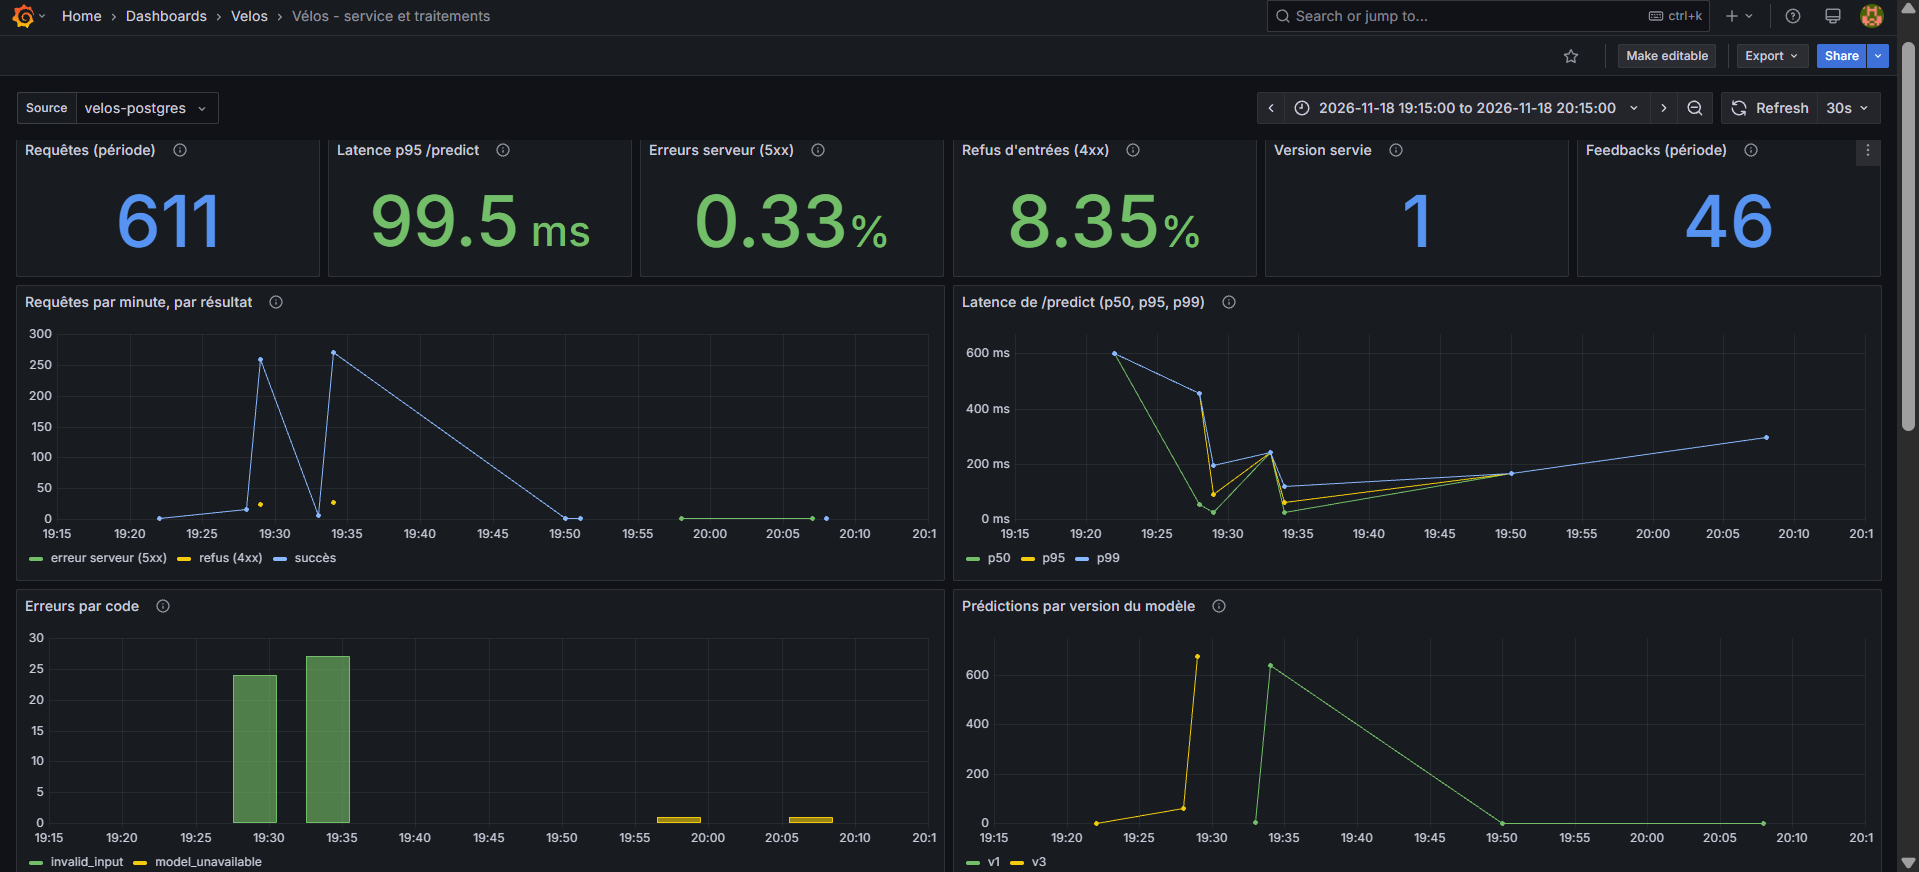 Home › Dashboards › Velos › Vélos - service et traitements
Search or jump to... ctrl+k
Make editable Export Share
Source velos-postgres
2026-11-18 19:15:00 to 2026-11-18 20:15:00 Refresh 30s
Requêtes (période)
611
Latence p95 /predict
99.5 ms
Erreurs serveur (5xx)
0.33%
Refus d'entrées (4xx)
8.35%
Version servie
1
Feedbacks (période)
46
Requêtes par minute, par résultat
300
250
200
150
100
50
0
19:15 19:20 19:25 19:30 19:35 19:40 19:45 19:50 19:55 20:00 20:05 20:10 20:1
erreur serveur (5xx) refus (4xx) succès
Latence de /predict (p50, p95, p99)
600 ms
400 ms
200 ms
0 ms
19:15 19:20 19:25 19:30 19:35 19:40 19:45 19:50 19:55 20:00 20:05 20:10 20:1
p50 p95 p99
Erreurs par code
30
25
20
15
10
5
0
19:15 19:20 19:25 19:30 19:35 19:40 19:45 19:50 19:55 20:00 20:05 20:10 20:1
invalid_input model_unavailable
Prédictions par version du modèle
600
400
200
0
19:15 19:20 19:25 19:30 19:35 19:40 19:45 19:50 19:55 20:00 20:05 20:10 20:1
v1 v3